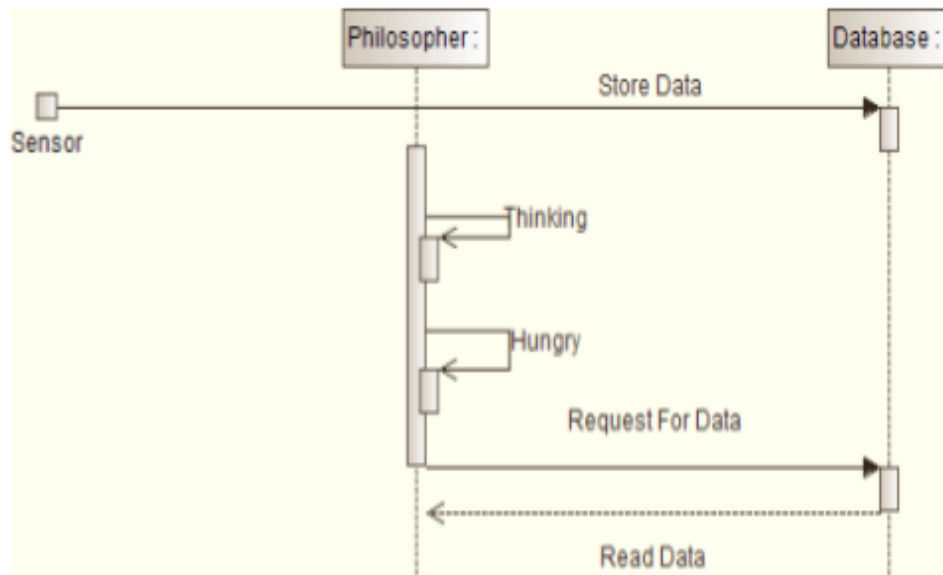 Philosopher :
Database :
Store Data
Sensor
Thinking
Hungry
Request For Data
Read Data